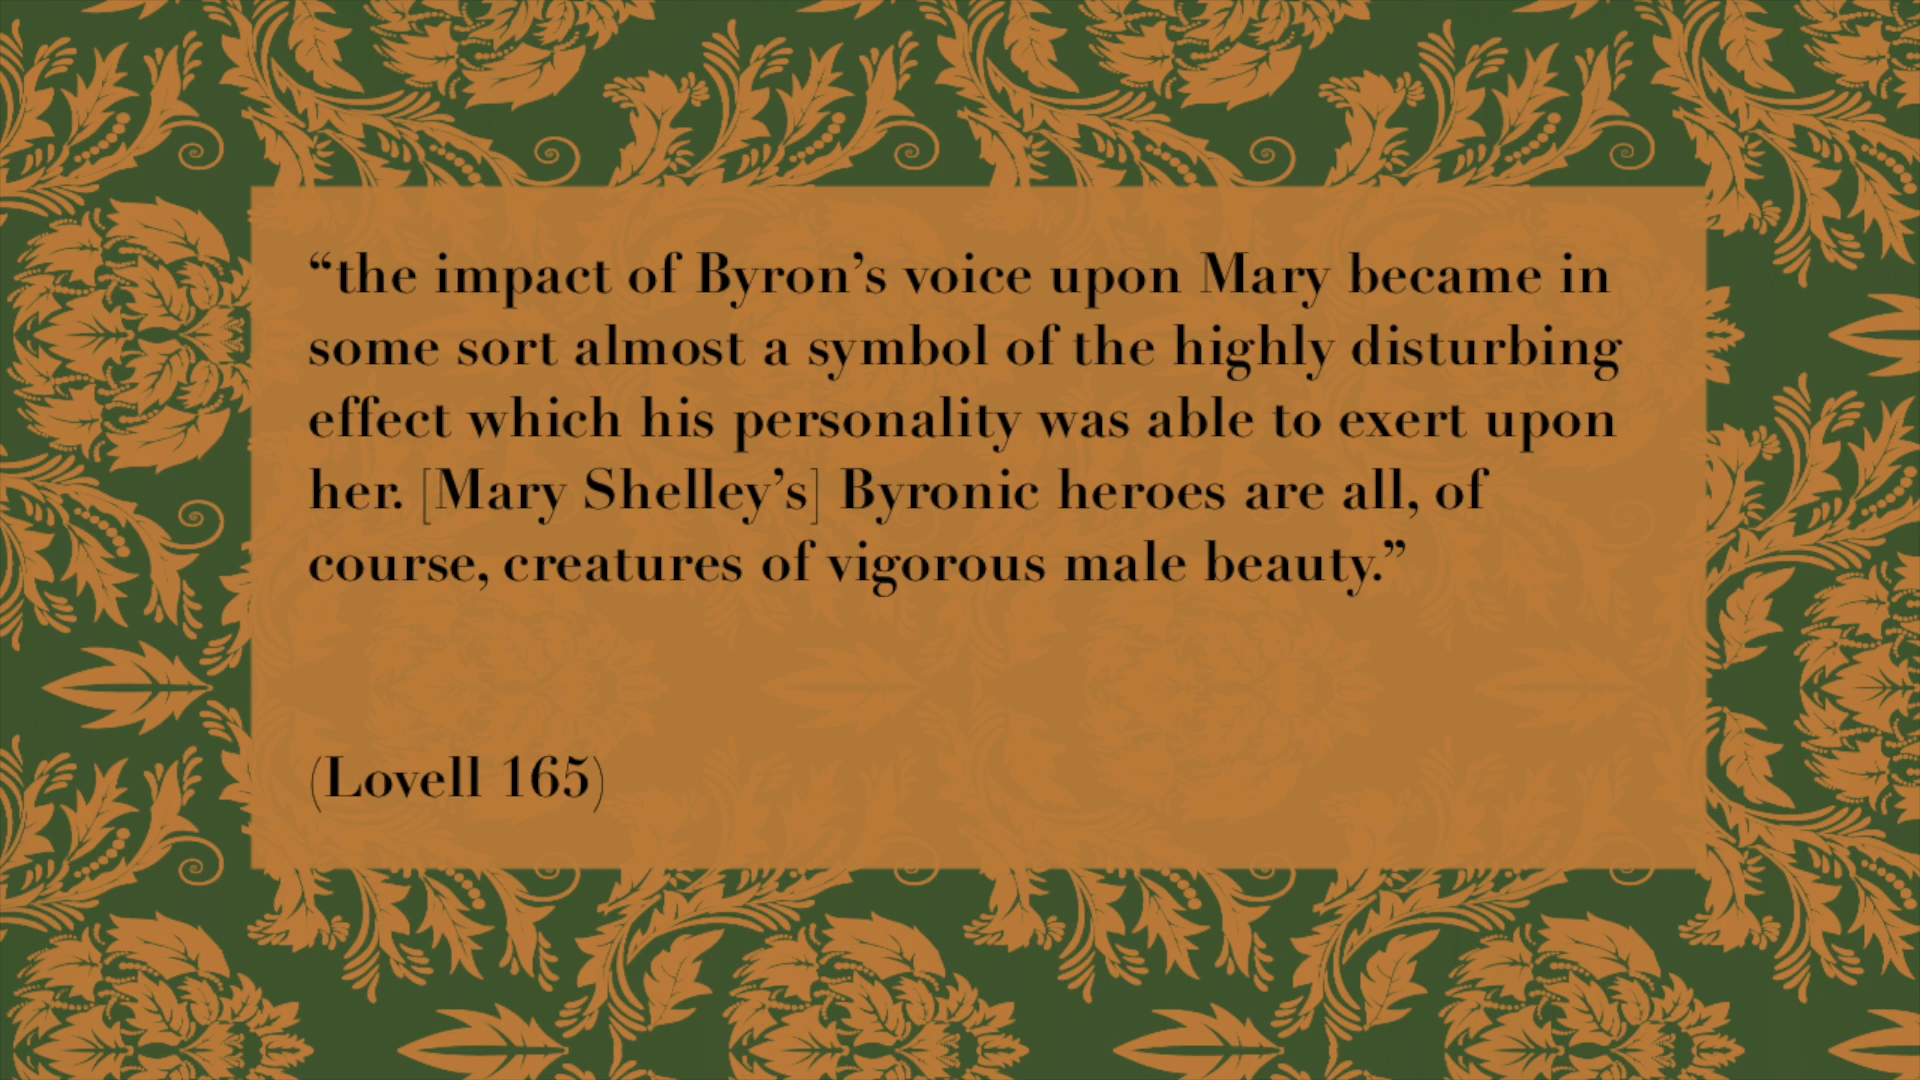 “the impact of Byron’s voice upon Mary became in
some sort almost a symbol of the highly disturbing
effect which his personality was able to exert upon
her. [Mary Shelley’s] Byronic heroes are all, of
course, creatures of vigorous male beauty.”
(Lovell 165)